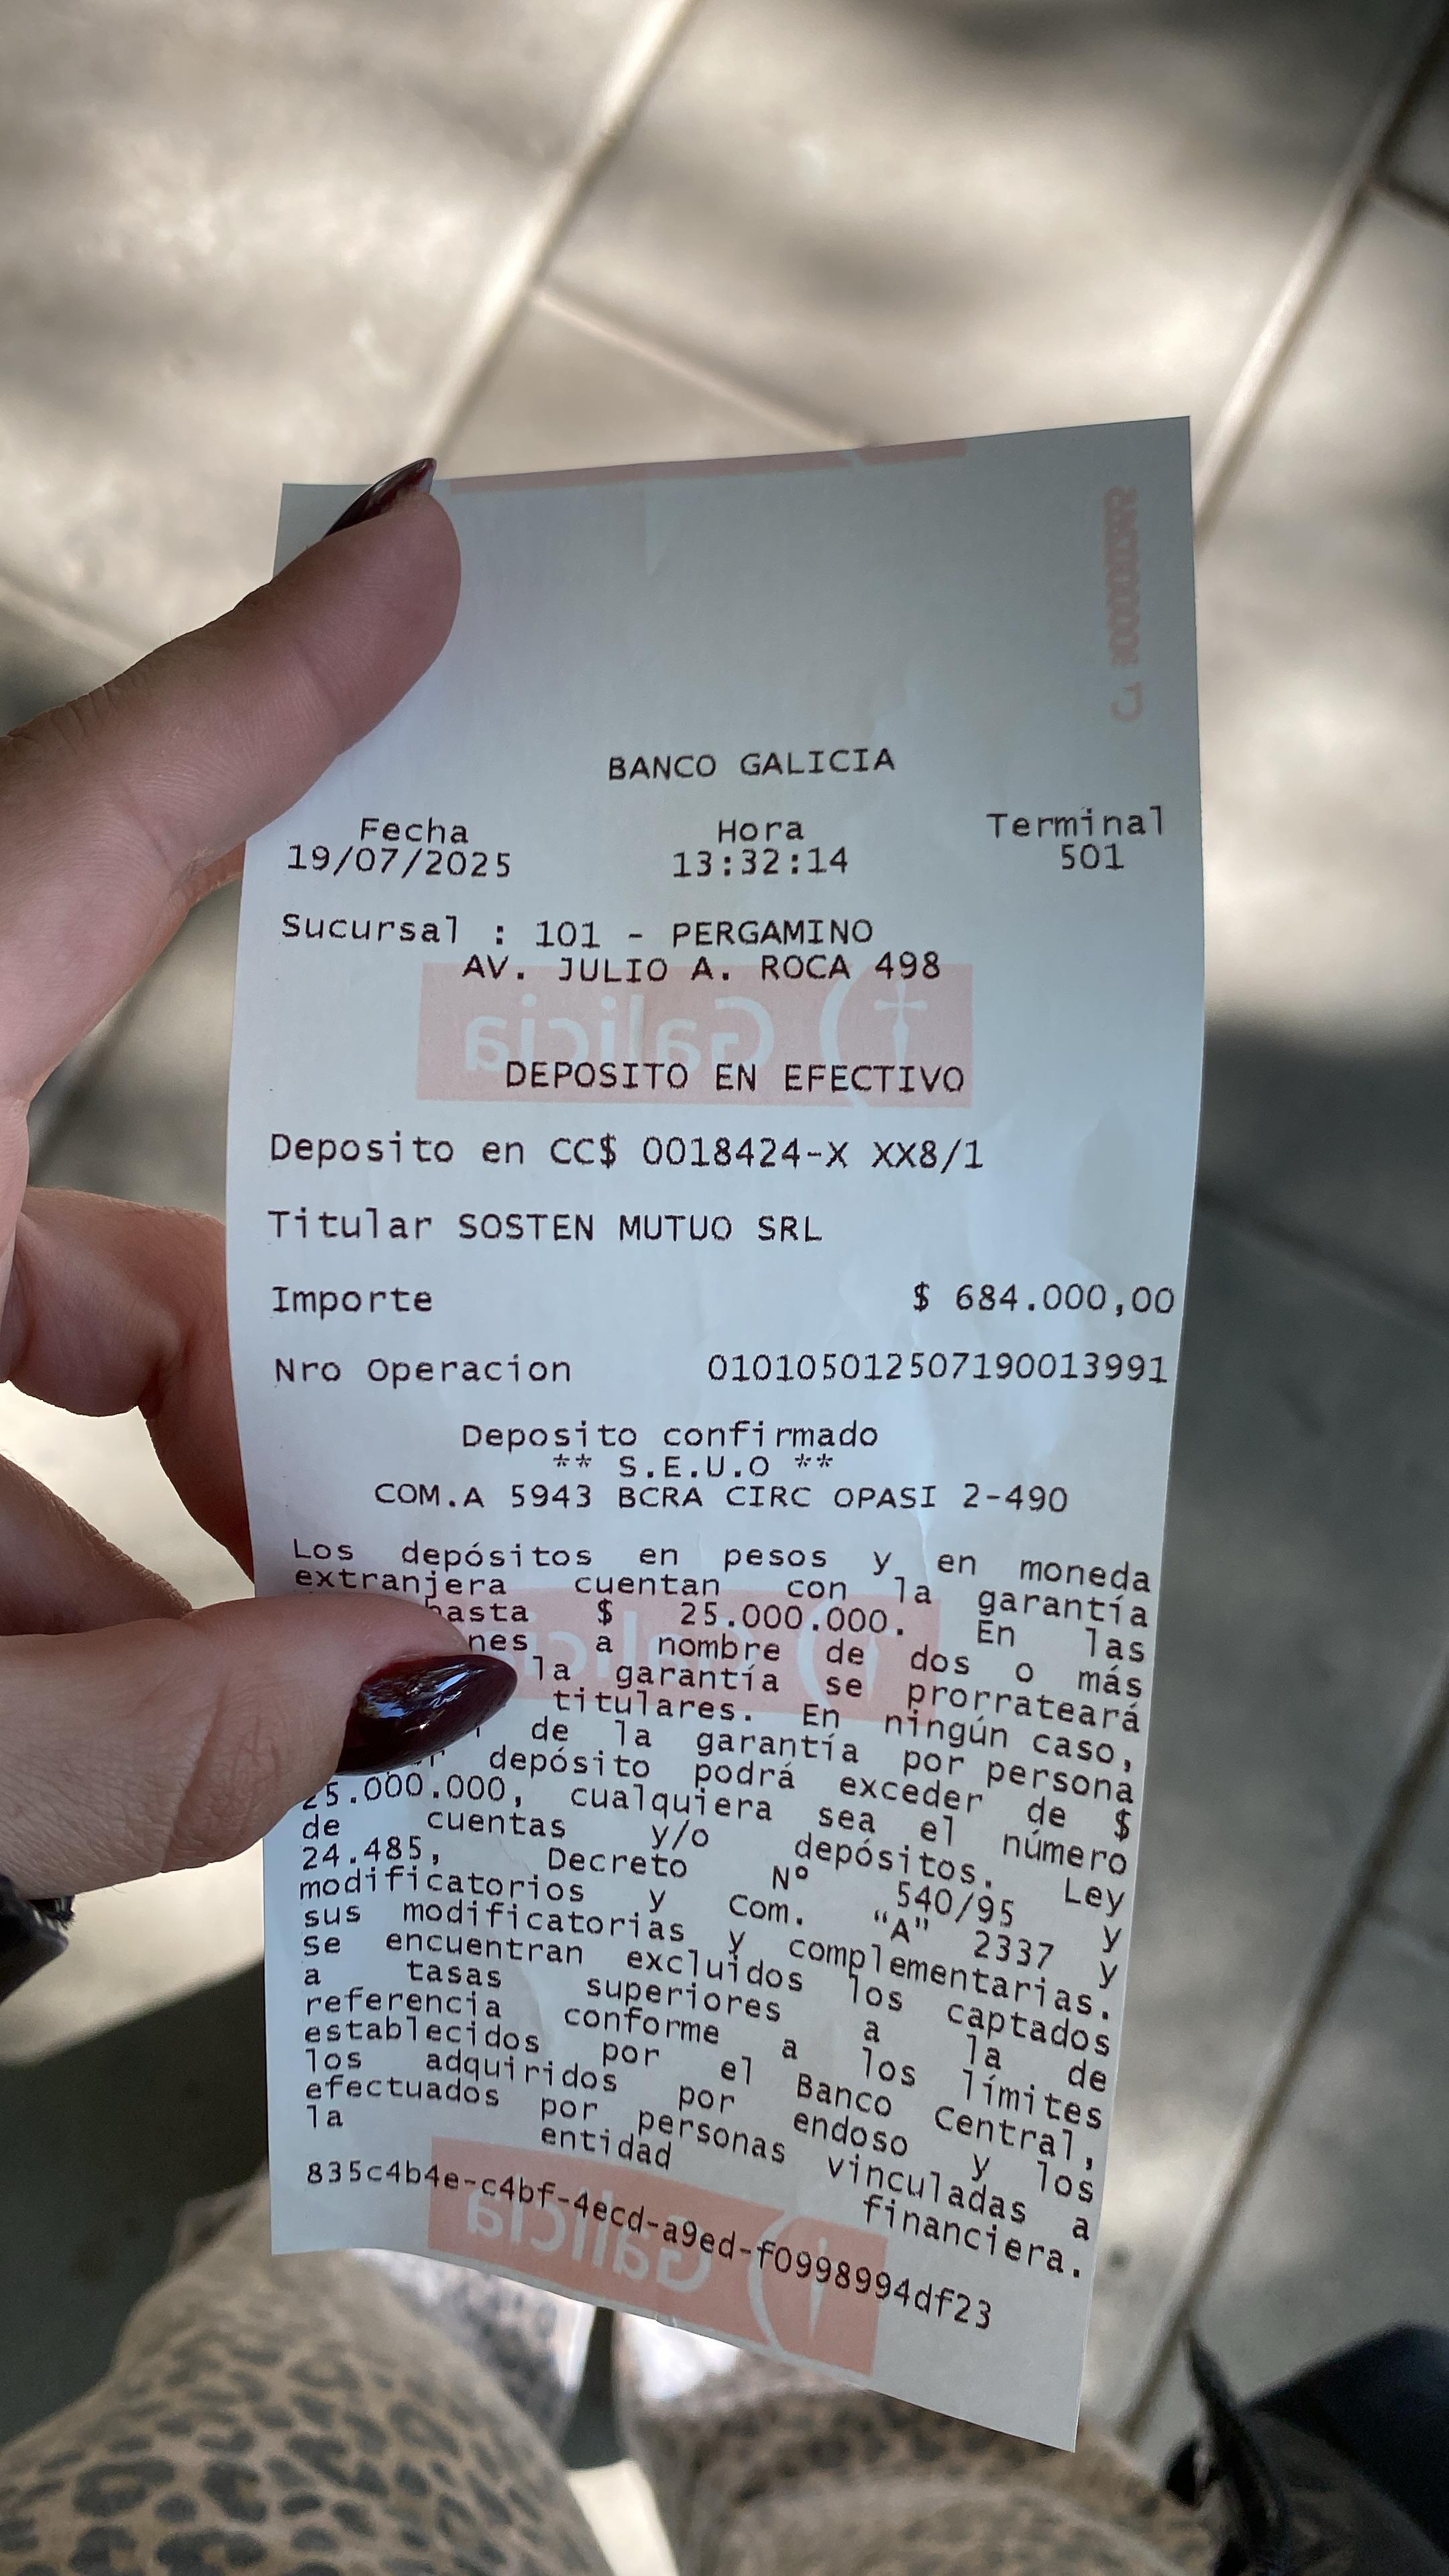 BANCO GALICIA
Fecha Hora Terminal
19/07/2025 13:32:14 501
Sucursal : 101 - PERGAMINO
AV. JULIO A. ROCA 498
Galicia
DEPOSITO EN EFECTIVO
Deposito en CC$ 0018424-X XX8/1
Titular SOSTEN MUTUO SRL
Importe $ 684.000,00
Nro Operacion 010105012507190013991
Deposito confirmado
** S.E.U.O **
COM.A 5943 BCRA CIRC OPASI 2-490
Los depósitos en pesos y en moneda
extranjera cuentan con la garantía
hasta $ 25.000.000. En las
a nombre de dos o más
la garantía se prorrateará
titulares. En ningún caso,
de la garantía por persona
depósito podrá exceder de $
25.000.000, cualquiera sea el número
de cuentas y/o depósitos. Ley
24.485, Decreto Nº 540/95 y
modificatorios y Com. "A" 2337 y
sus modificatorias y complementarias.
Se encuentran excluidos los captados
a tasas superiores a la de
referencia conforme a los límites
establecidos por el Banco Central,
los adquiridos por endoso y los
efectuados por personas vinculadas a
la entidad financiera.
835c4b4e-c4bf-4ecd-a9ed-f0998994df23
Galicia